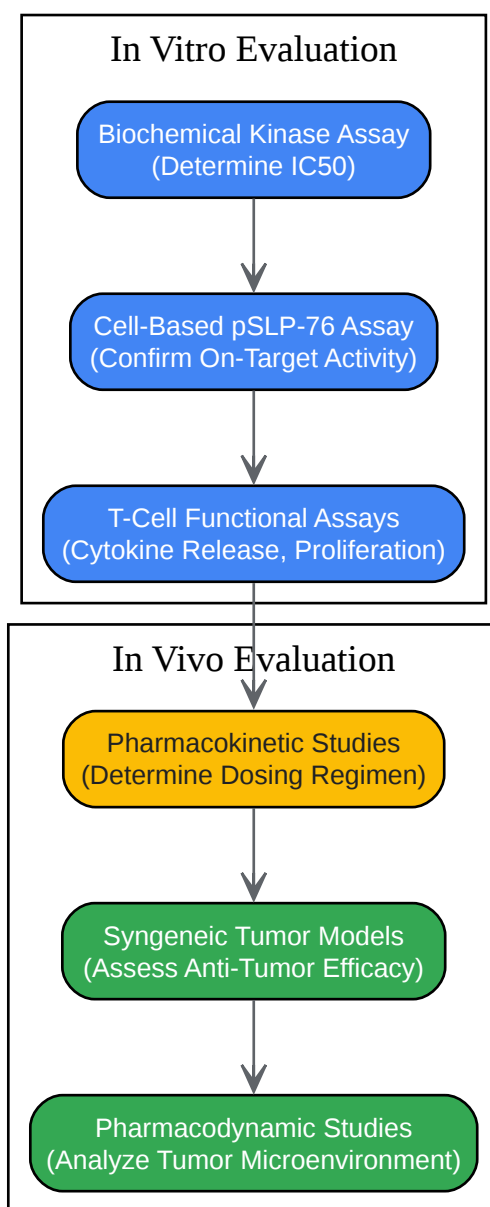 In Vitro Evaluation
Biochemical Kinase Assay
(Determine IC50)
Cell-Based pSLP-76 Assay
(Confirm On-Target Activity)
T-Cell Functional Assays
(Cytokine Release, Proliferation)
In Vivo Evaluation
Pharmacokinetic Studies
(Determine Dosing Regimen)
Syngeneic Tumor Models
(Assess Anti-Tumor Efficacy)
Pharmacodynamic Studies
(Analyze Tumor Microenvironment)